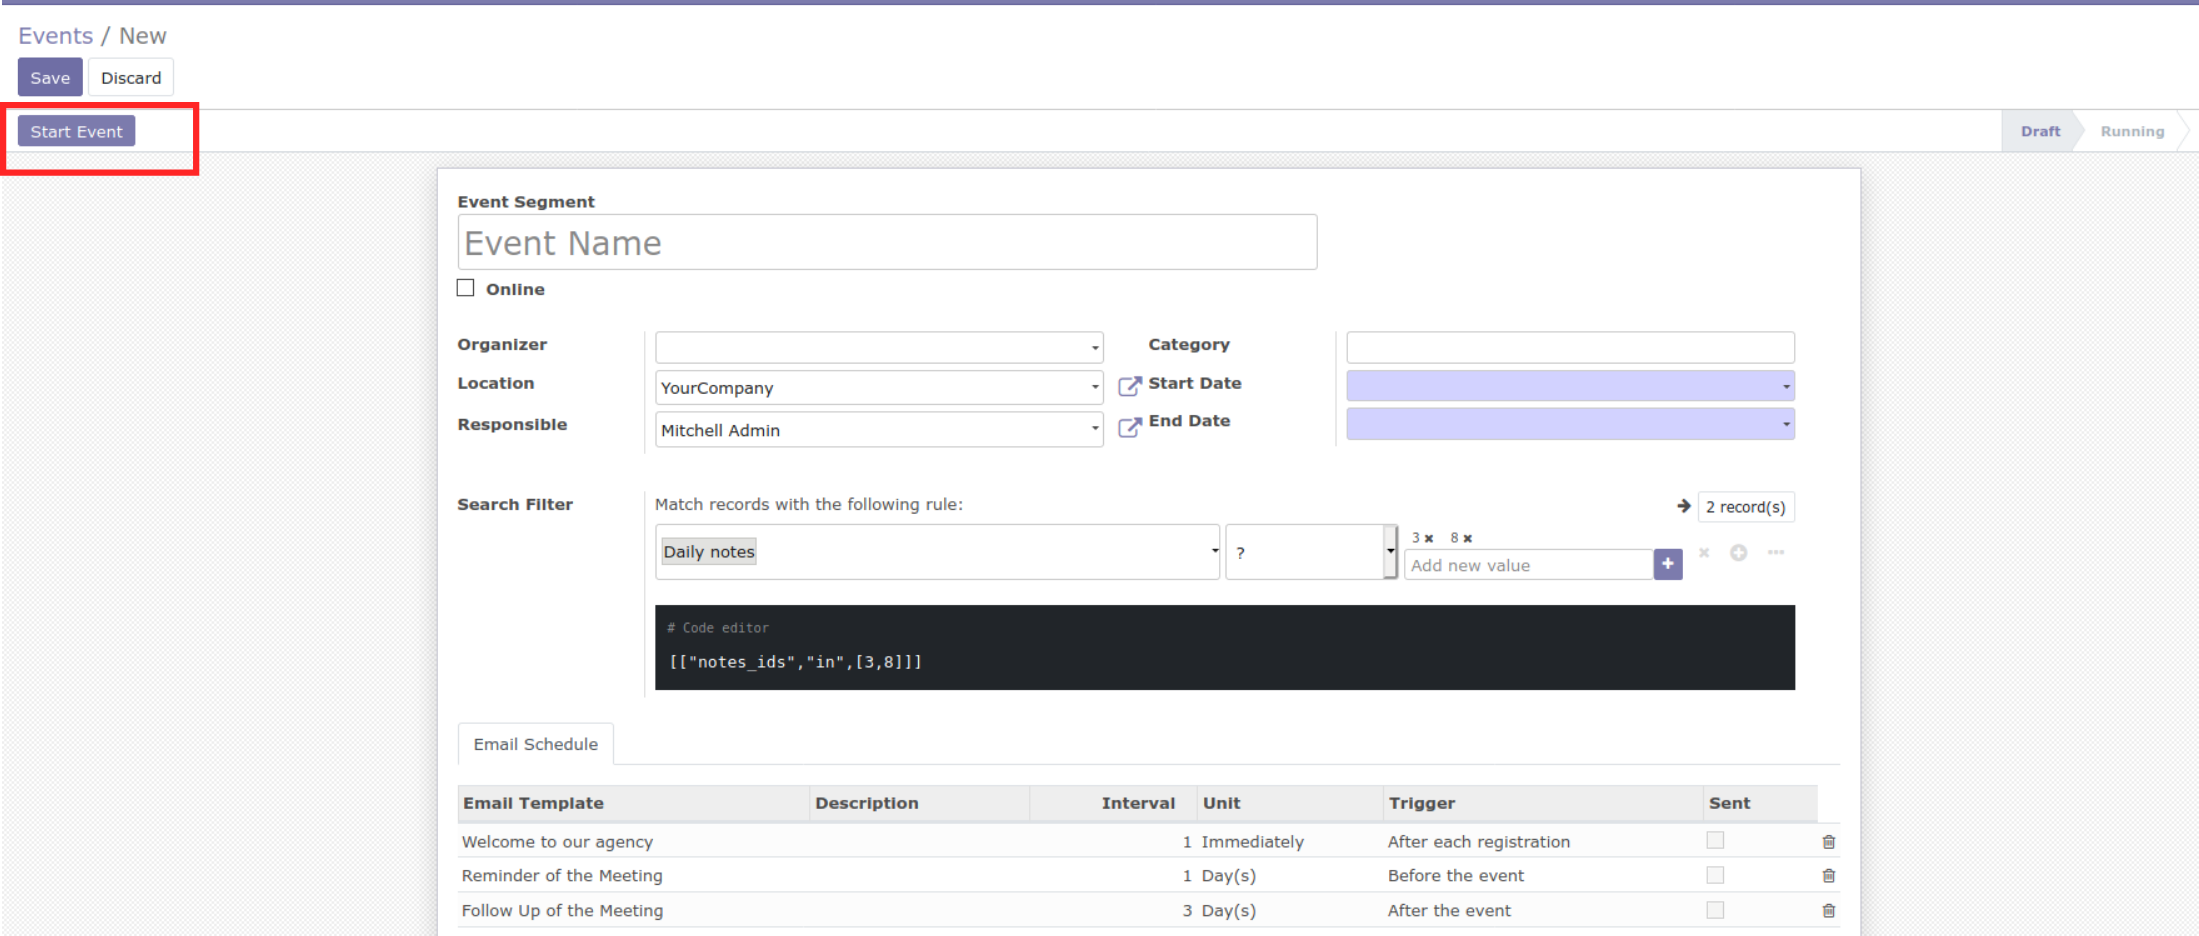 Events / New
Save Discard
Start Event Draft Running
Event Segment
Event Name
Online
Organizer Category
Location YourCompany Start Date
Responsible Mitchell Admin End Date
Search Filter Match records with the following rule: 2 record(s)
Daily notes ? 3 8
Add new value +
# Code editor
[["notes_ids","in",[3,8]]]
Email Schedule
Email Template Description Interval Unit Trigger Sent
Welcome to our agency 1 Immediately After each registration
Reminder of the Meeting 1 Day(s) Before the event
Follow Up of the Meeting 3 Day(s) After the event